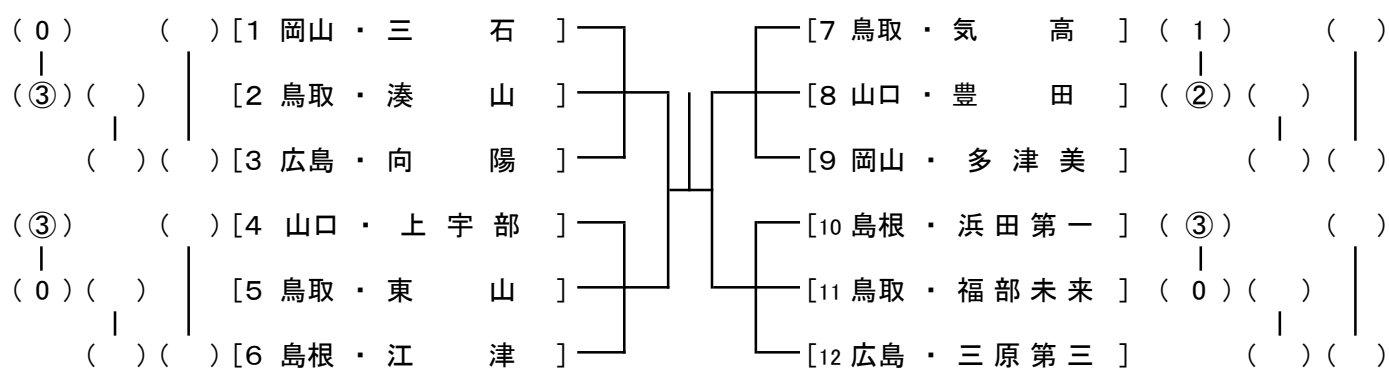 ( 0 ) ( ) [1 岡山 ・ 三 石 ] [7 鳥取 ・ 気 高 ] ( 1 ) ( )
(③) ( ) [2 鳥取 ・ 湊 山 ] [8 山口 ・ 豊 田 ] ( ② ) ( )
( ) ( ) [3 広島 ・ 向 陽 ] [9 岡山 ・ 多 津 美 ] ( ) ( )
(③) ( ) [4 山口 ・ 上 宇 部 ] [10 島根 ・ 浜 田 第 一 ] ( ③ ) ( )
( 0 ) ( ) [5 鳥取 ・ 東 山 ] [11 鳥取 ・ 福 部 未 来 ] ( 0 ) ( )
( ) ( ) [6 島根 ・ 江 津 ] [12 広島 ・ 三 原 第 三 ] ( ) ( )